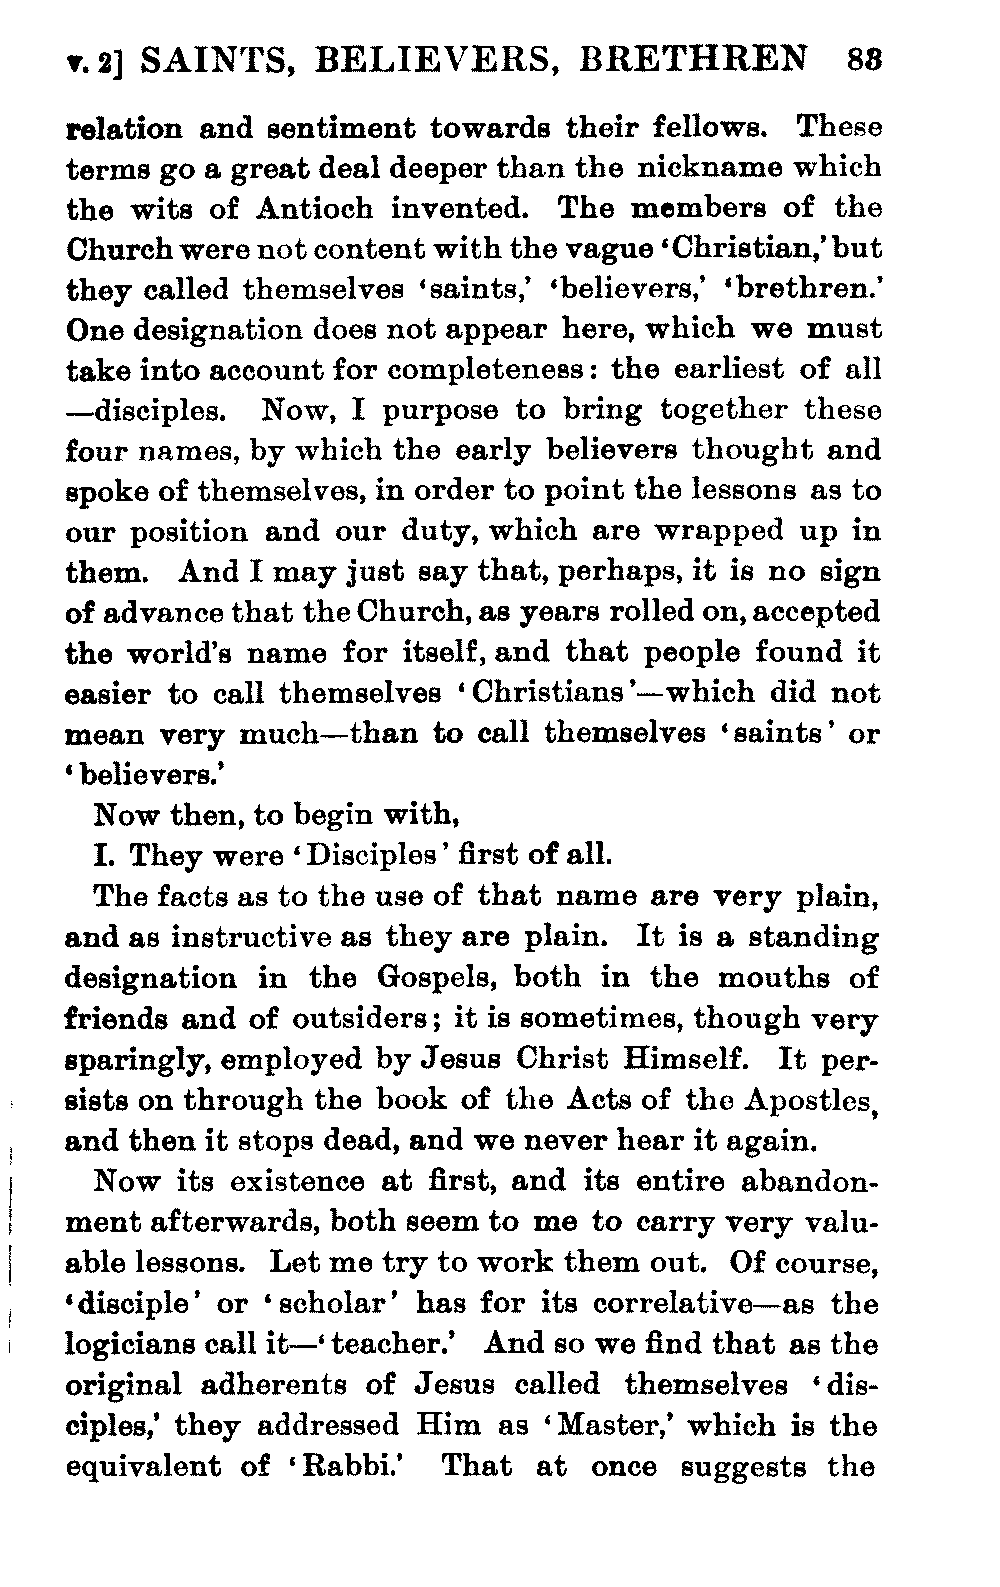 v. 2] SAINTS, BELIEVERS, BRETHREN 83
relation and sentiment towards their fellows. These
terms go a great deal deeper than the nickname which
the wits of Antioch invented. The members of the
Church were not content with the vague ‘Christian,’ but
they called themselves ‘saints,’ ‘believers,’ ‘brethren.’
One designation does not appear here, which we must
take into account for completeness: the earliest of all
—disciples. Now, I purpose to bring together these
four names, by which the early believers thought and
spoke of themselves, in order to point the lessons as to
our position and our duty, which are wrapped up in
them. And I may just say that, perhaps, it is no sign
of advance that the Church, as years rolled on, accepted
the world’s name for itself, and that people found it
easier to call themselves ‘Christians’—which did not
mean very much—than to call themselves ‘saints’ or
‘believers.’
Now then, to begin with,
I. They were ‘Disciples’ first of all.
The facts as to the use of that name are very plain,
and as instructive as they are plain. It is a standing
designation in the Gospels, both in the mouths of
friends and of outsiders; it is sometimes, though very
sparingly, employed by Jesus Christ Himself. It per-
sists on through the book of the Acts of the Apostles,
and then it stops dead, and we never hear it again.
Now its existence at first, and its entire abandon-
ment afterwards, both seem to me to carry very valu-
able lessons. Let me try to work them out. Of course,
‘disciple’ or ‘scholar’ has for its correlative—as the
logicians call it—‘teacher.’ And so we find that as the
original adherents of Jesus called themselves ‘dis-
ciples,’ they addressed Him as ‘Master,’ which is the
equivalent of ‘Rabbi.’ That at once suggests the